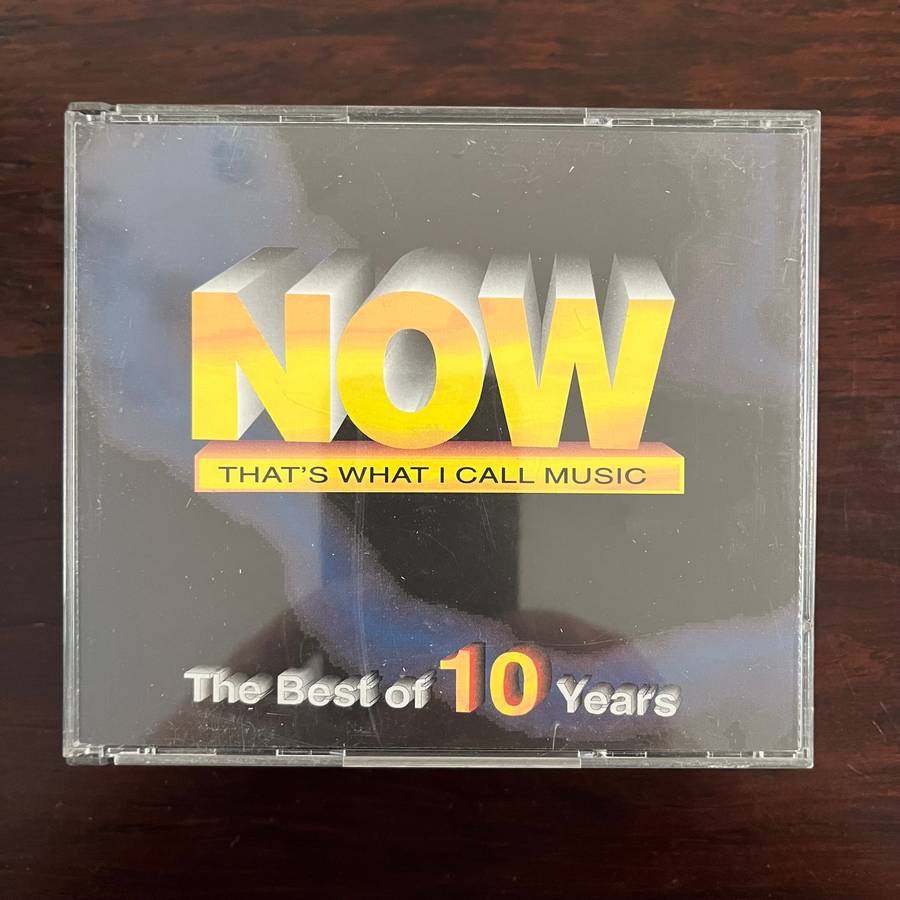 NOW
THAT'S WHAT I CALL MUSIC
The Best of 10 Years